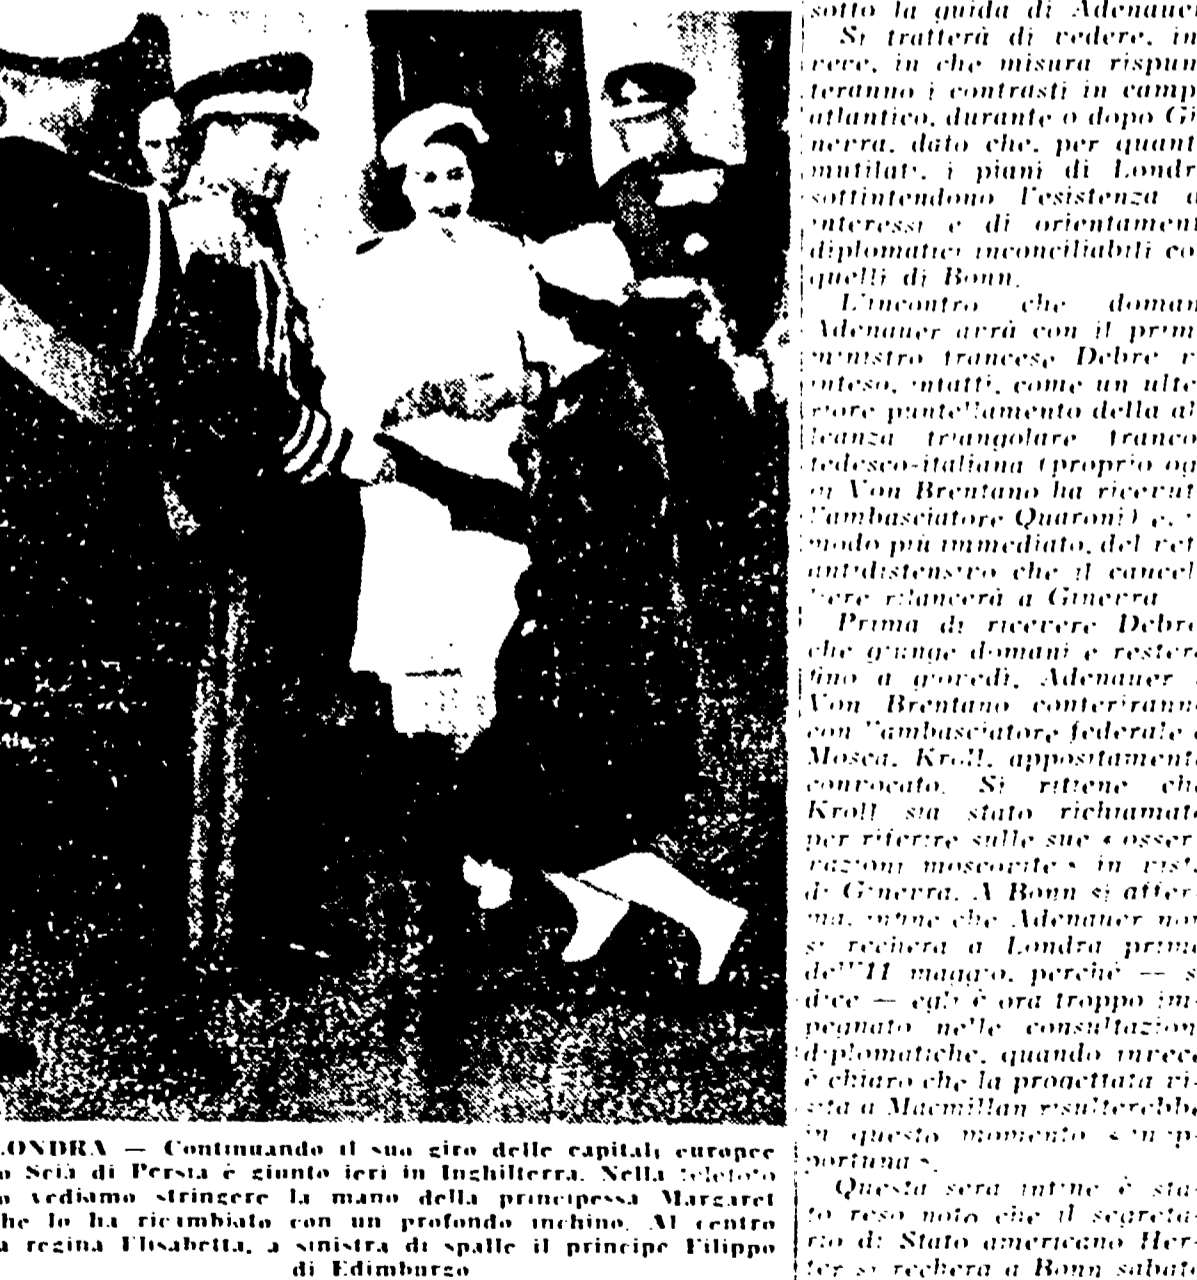 LONDRA — Continuando il suo giro delle capitali europee
o Scià di Persia è giunto ieri in Inghilterra. Nella telefoto
o vediamo stringere la mano della principessa Margaret
he lo ha ricambiato con un profondo inchino. Al centro
a regina Elisabetta, a sinistra di spalle il principe Filippo
di Edimburgo
sotto la guida di Adenauer
Si tratterà di vedere, in
vece, in che misura rispun
teranno i contrasti in camp
atlantico, durante o dopo Gi
nevra, dato che, per quant
mutilati, i piani di Londr
sottintendono l'esistenza d
interessi e di orientament
diplomatici inconciliabili co
quelli di Bonn.
L'incontro che doman
Adenauer avrà con il prim
ministro francese Debre v
inteso, infatti, come un ulte
riore puntellamento della al
leanza triangolare franco
tedesco-italiana (proprio og
gi Von Brentano ha ricevut
l'ambasciatore Quaroni) e,
modo più immediato, del vet
antidistensivo che il cancel
liere rilancerà a Ginevra
Prima di ricevere Debré
che giunge domani e resterà
fino a giovedì, Adenauer
Von Brentano conferiranno
con l'ambasciatore federale a
Mosca, Kroll, appositamente
convocato. Si ritiene che
Kroll sia stato richiamato
per riferire sulle sue « osser-
vazioni moscovite » in vista
di Ginevra. A Bonn si affer-
ma, infine che Adenauer non
si recherà a Londra prima
dell'11 maggio, perché — si
dice — egli è ora troppo im-
pegnato nelle consultazioni
diplomatiche, quando invece
è chiaro che la progettata vi-
sita a Macmillan risulterebbe
in questo momento « inop-
portuna ».
Questa sera infine è sta-
to reso noto che il segreta-
rio di Stato americano Her-
ter si recherà a Bonn sabato